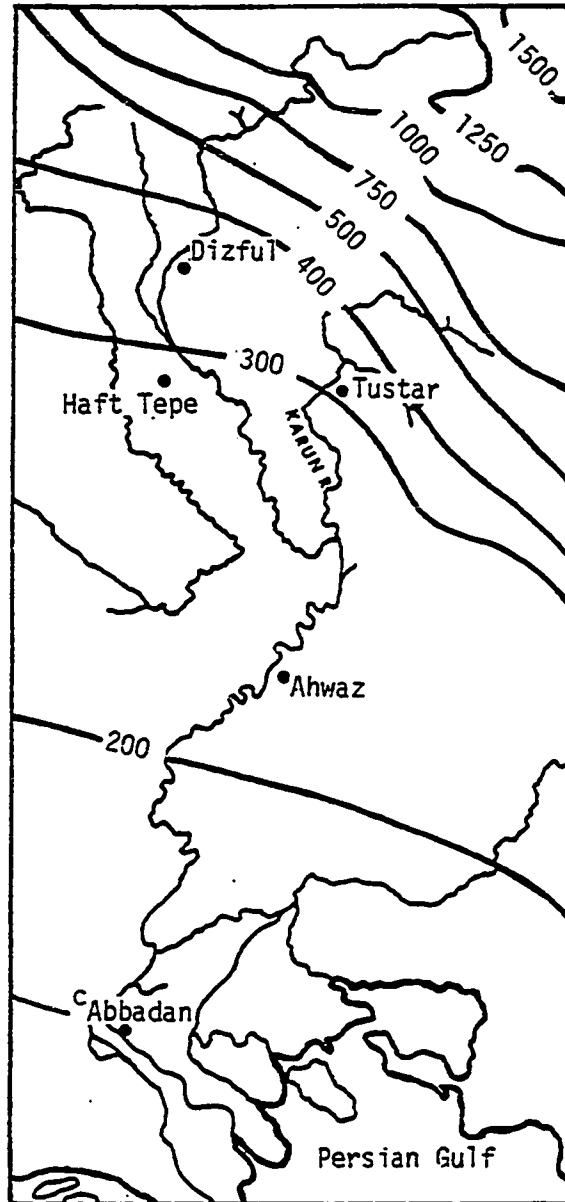 1500
1250
1000
750
500
400
Dizful
300
Haft Tepe
Tustar
KARUN R
Ahwaz
200
cAbbadan
Persian Gulf